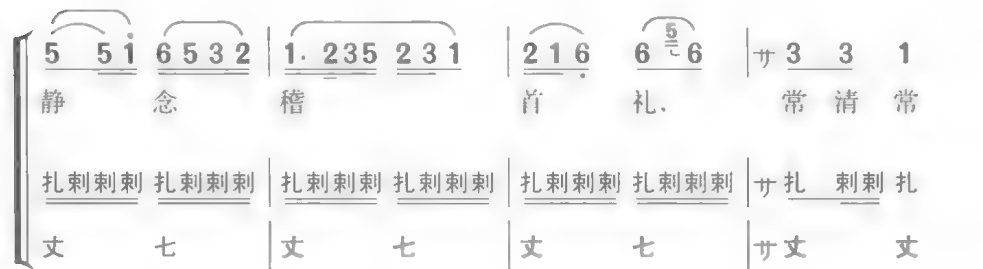 5 51̇ 6532 | 1. 235 231 | 216̣ 6 5 6 | サ 3 3 1
静 念 稽 首 礼, 常 清 常
扎刺刺刺 扎刺刺刺 | 扎刺刺刺 扎刺刺刺 | 扎刺刺刺 扎刺刺刺 | サ 扎 刺刺 扎
丈 七 | 丈 七 | 丈 七 | サ 丈 丈